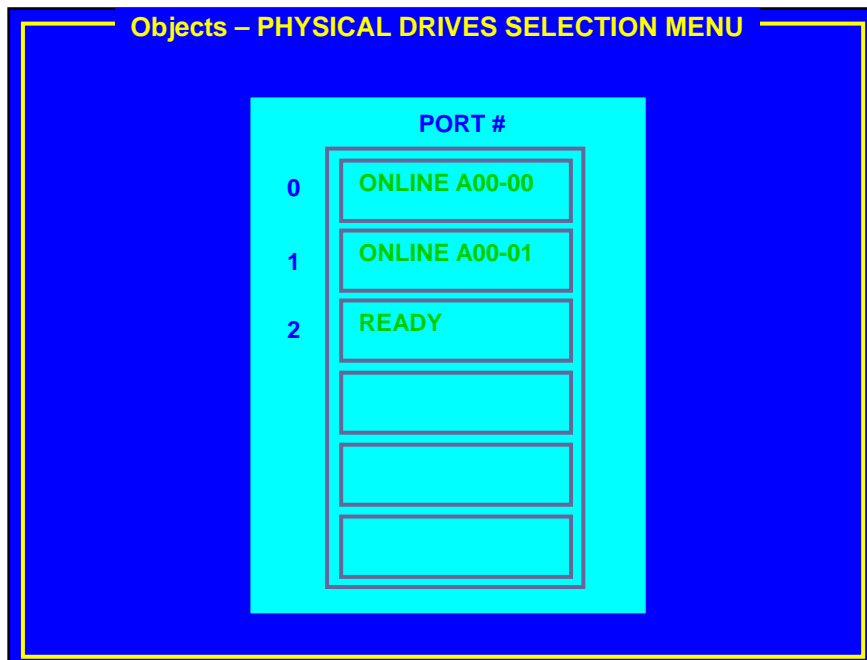 Objects – PHYSICAL DRIVES SELECTION MENU
PORT #
0 ONLINE A00-00
1 ONLINE A00-01
2 READY